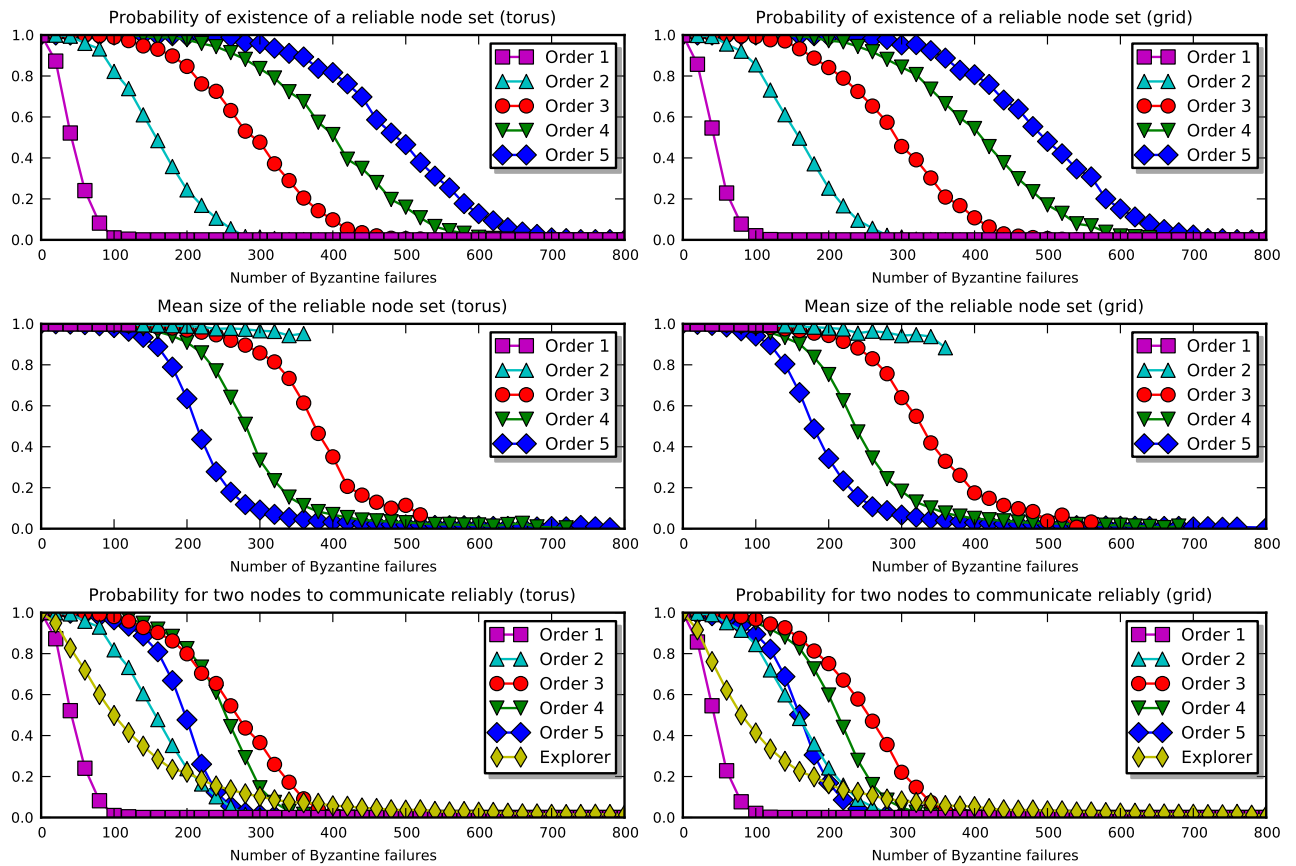 Probability of existence of a reliable node set (torus)
1.0
0.8
0.6
0.4
0.2
0.0
0 100 200 300 400 500 600 700 800
Number of Byzantine failures
Order 1
Order 2
Order 3
Order 4
Order 5
Probability of existence of a reliable node set (grid)
1.0
0.8
0.6
0.4
0.2
0.0
0 100 200 300 400 500 600 700 800
Number of Byzantine failures
Order 1
Order 2
Order 3
Order 4
Order 5
Mean size of the reliable node set (torus)
1.0
0.8
0.6
0.4
0.2
0.0
0 100 200 300 400 500 600 700 800
Number of Byzantine failures
Order 1
Order 2
Order 3
Order 4
Order 5
Mean size of the reliable node set (grid)
1.0
0.8
0.6
0.4
0.2
0.0
0 100 200 300 400 500 600 700 800
Number of Byzantine failures
Order 1
Order 2
Order 3
Order 4
Order 5
Probability for two nodes to communicate reliably (torus)
1.0
0.8
0.6
0.4
0.2
0.0
0 100 200 300 400 500 600 700 800
Number of Byzantine failures
Order 1
Order 2
Order 3
Order 4
Order 5
Explorer
Probability for two nodes to communicate reliably (grid)
1.0
0.8
0.6
0.4
0.2
0.0
0 100 200 300 400 500 600 700 800
Number of Byzantine failures
Order 1
Order 2
Order 3
Order 4
Order 5
Explorer